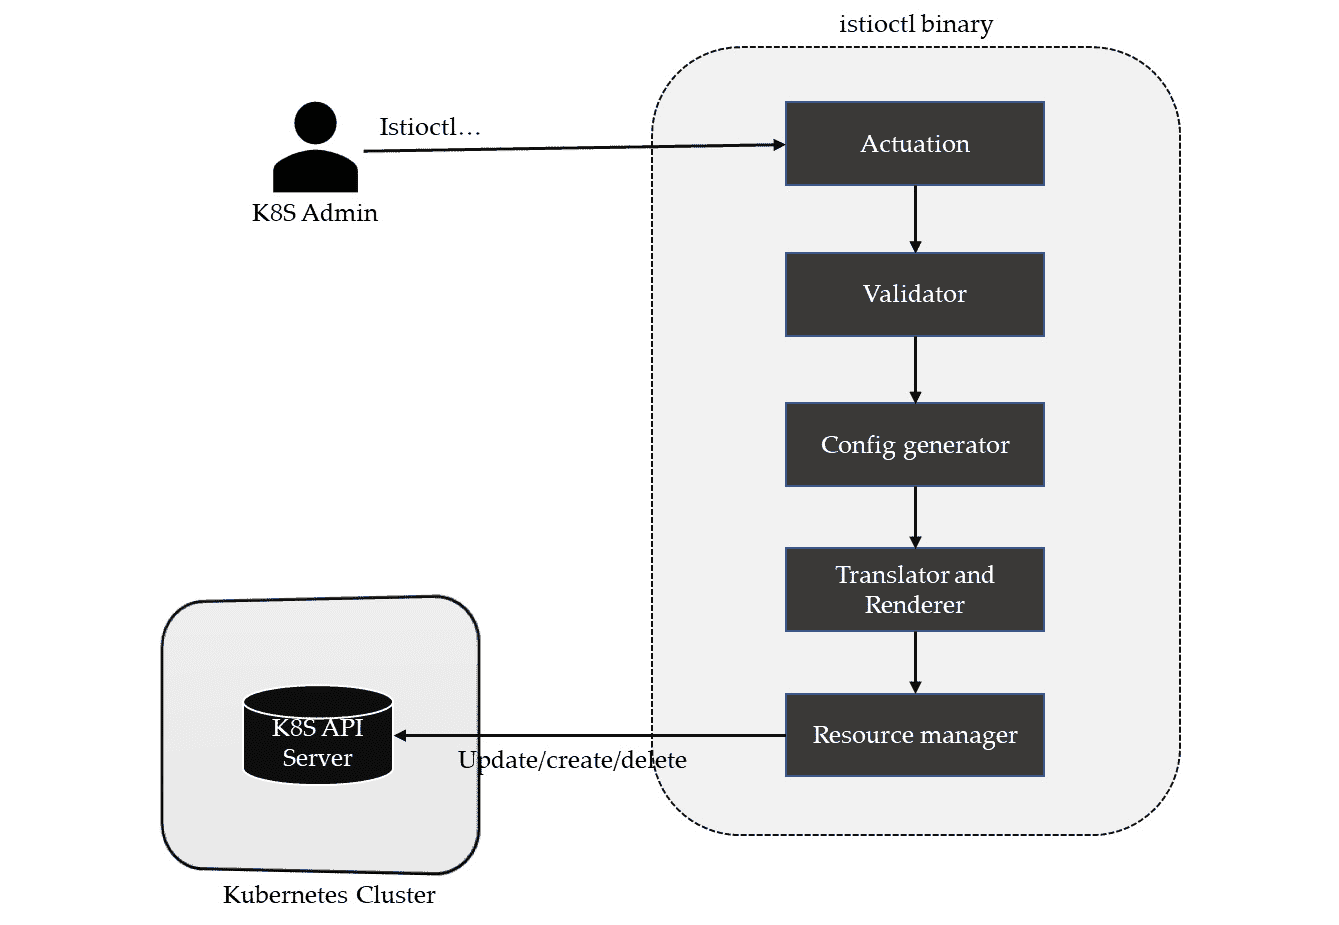 istioctl binary
Istioctl…
Actuation
K8S Admin
Validator
Config generator
Translator and
Renderer
K8S API
Server
Resource manager
Update/create/delete
Kubernetes Cluster